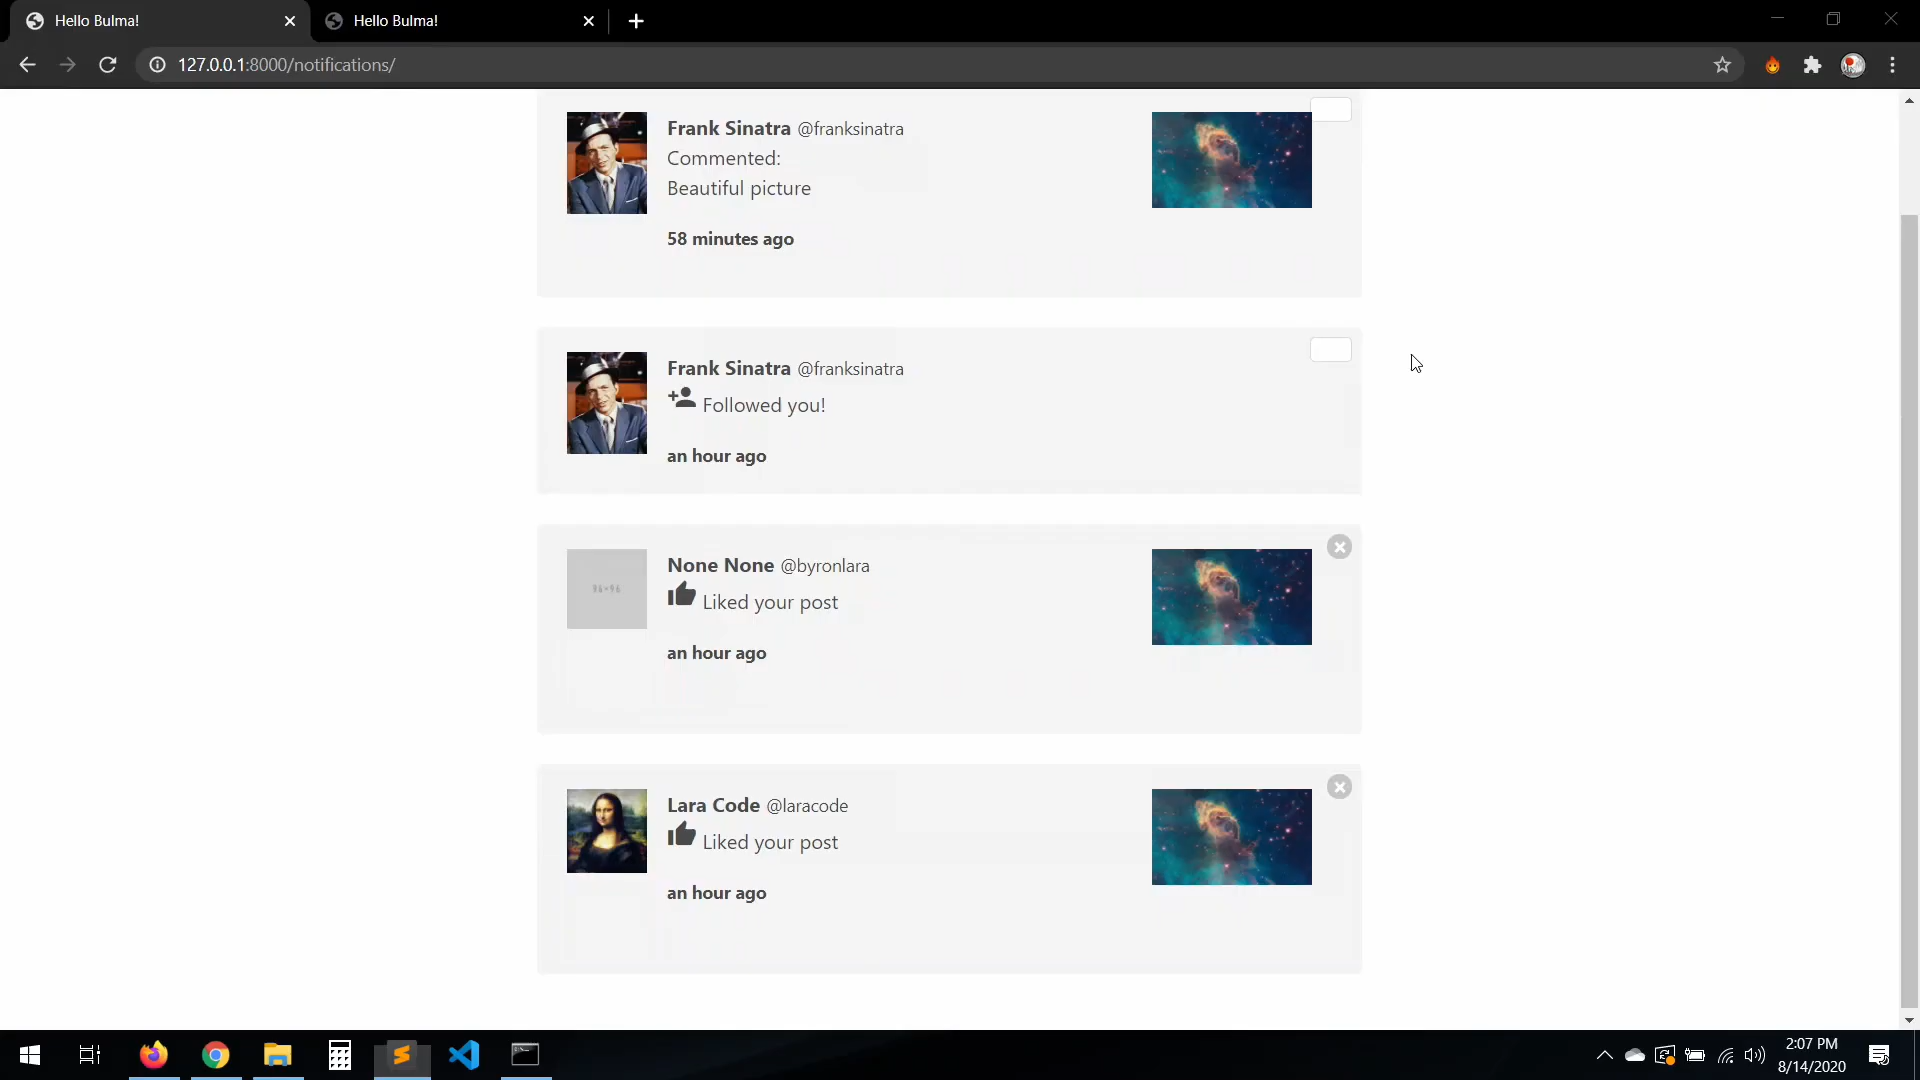 Hello Bulma!
Hello Bulma!
127.0.0.1:8000/notifications/
Frank Sinatra @franksinatra
Commented:
Beautiful picture
58 minutes ago
Frank Sinatra @franksinatra
Followed you!
an hour ago
None None @byronlara
96×96
Liked your post
an hour ago
Lara Code @laracode
Liked your post
an hour ago
2:07 PM
8/14/2020